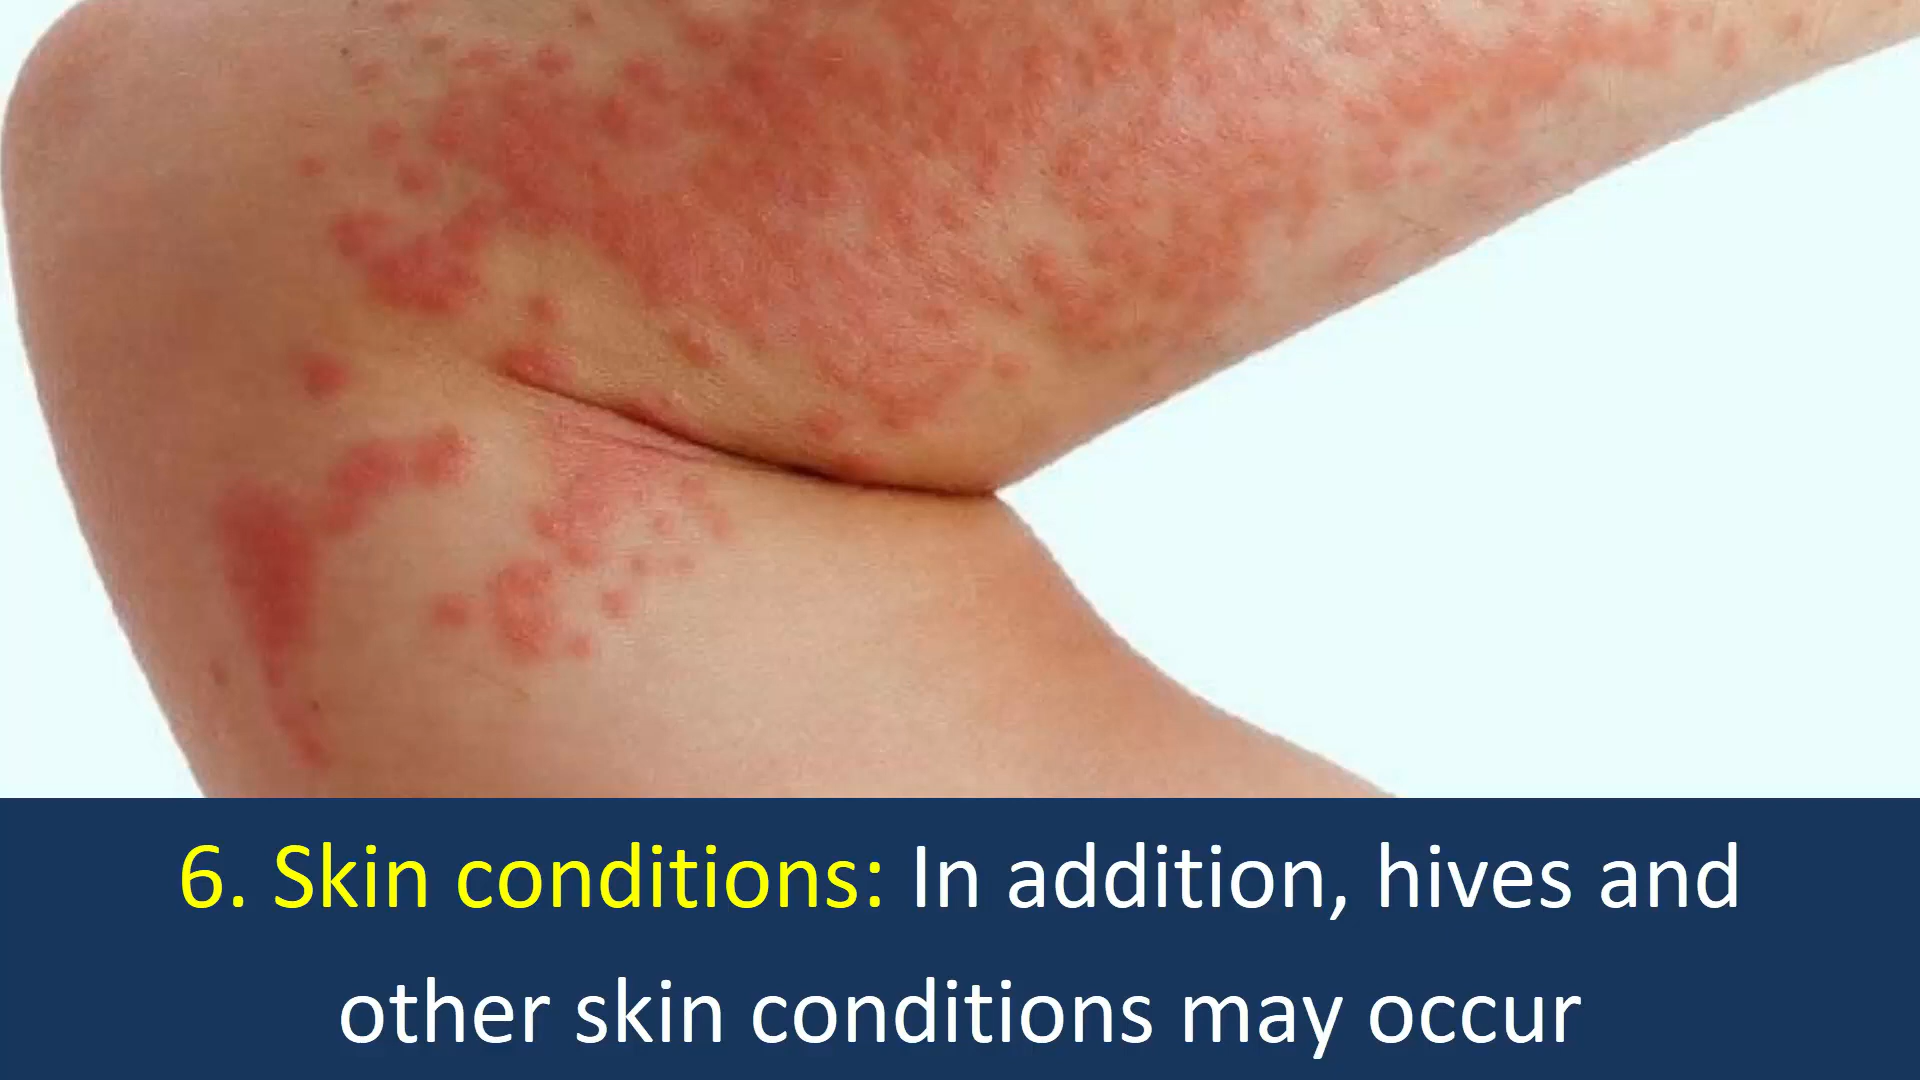 6. Skin conditions: In addition, hives and
other skin conditions may occur